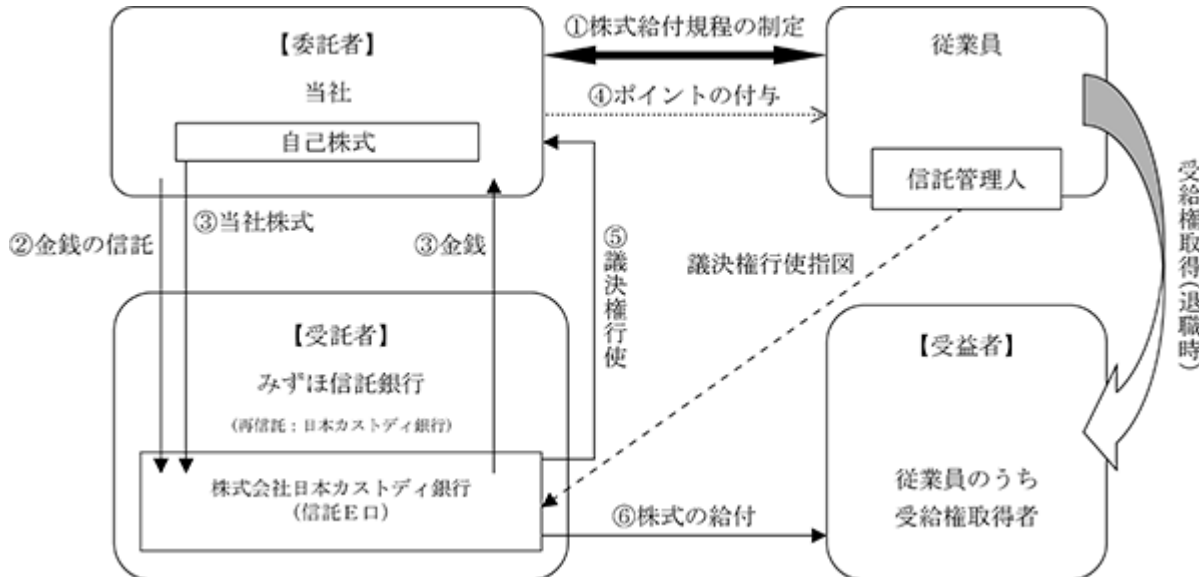 【委託者】
当社
自己株式
①株式給付規程の制定
④ポイントの付与
従業員
信託管理人
受給権取得(退職時)
②金銭の信託
③当社株式
③金銭
⑤議決権行使
議決権行使指図
【受託者】
みずほ信託銀行
(再信託:日本カストディ銀行)
株式会社日本カストディ銀行
(信託E口)
⑥株式の給付
【受益者】
従業員のうち
受給権取得者